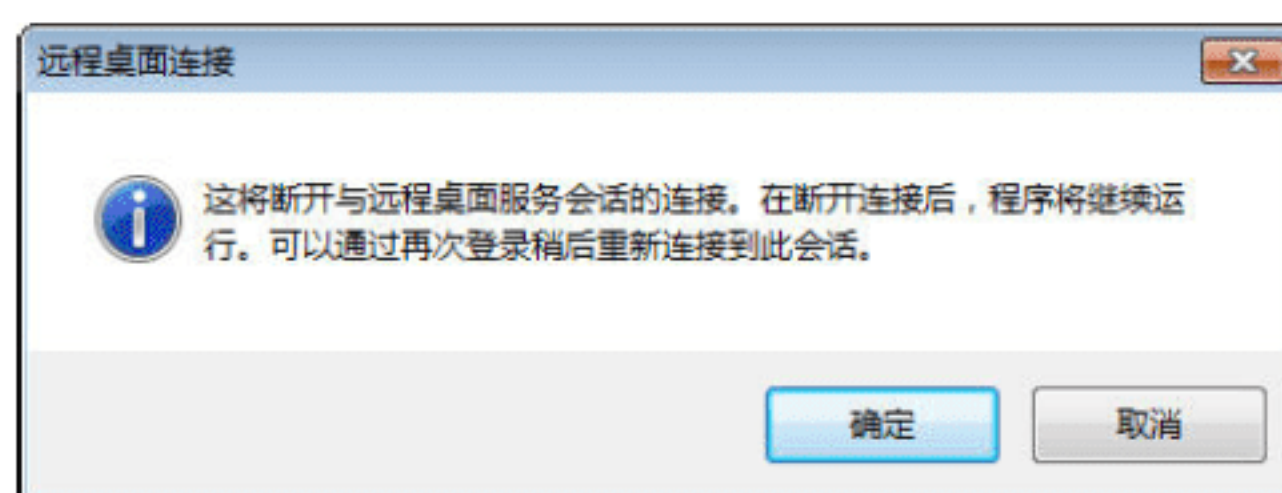 远程桌面连接
这将断开与远程桌面服务会话的连接。在断开连接后，程序将继续运
行。可以通过再次登录稍后重新连接到此会话。
确定
取消